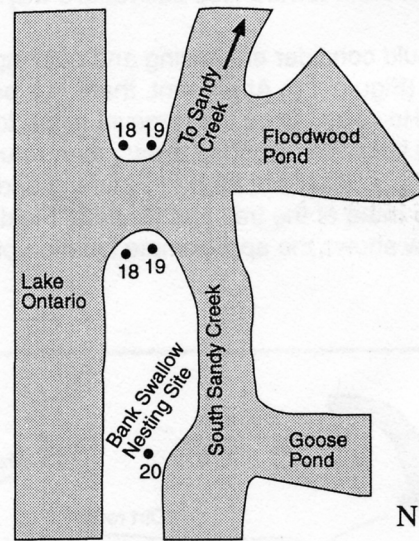 To Sandy
Creek
18 19
Floodwood
Pond
18 19
Lake
Ontario
South Sandy Creek
Bank Swallow
Nesting Site
20
Goose
Pond
N